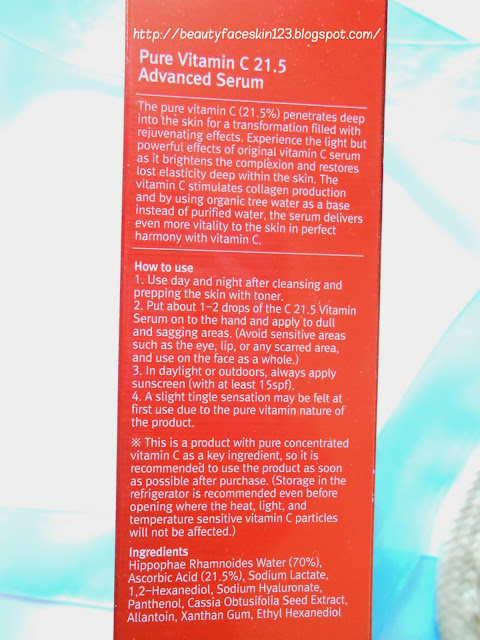 http://beautyfaceskin123.blogspot.com/
Pure Vitamin C 21.5
Advanced Serum
The pure vitamin C (21.5%) penetrates deep
into the skin for a transformation filled with
rejuvenating effects. Experience the light but
powerful effects of original vitamin C serum
as it brightens the complexion and restores
lost elasticity deep within the skin. The
vitamin C stimulates collagen production
and by using organic tree water as a base
instead of purified water, the serum delivers
even more vitality to the skin in perfect
harmony with vitamin C.
How to use
1. Use day and night after cleansing and
prepping the skin with toner.
2. Put about 1-2 drops of the C 21.5 Vitamin
Serum on to the hand and apply to dull
and sagging areas. (Avoid sensitive areas
such as the eye, lip, or any scarred area,
and use on the face as a whole.)
3. In daylight or outdoors, always apply
sunscreen (with at least 15spf).
4. A slight tingle sensation may be felt at
first use due to the pure vitamin nature of
the product.
※ This is a product with pure concentrated
vitamin C as a key ingredient, so it is
recommended to use the product as soon
as possible after purchase. (Storage in the
refrigerator is recommended even before
opening where the heat, light, and
temperature sensitive vitamin C particles
will not be affected.)
Ingredients
Hippophae Rhamnoides Water (70%),
Ascorbic Acid (21.5%), Sodium Lactate,
1,2-Hexanediol, Sodium Hyaluronate,
Panthenol, Cassia Obtusifolia Seed Extract,
Allantoin, Xanthan Gum, Ethyl Hexanediol